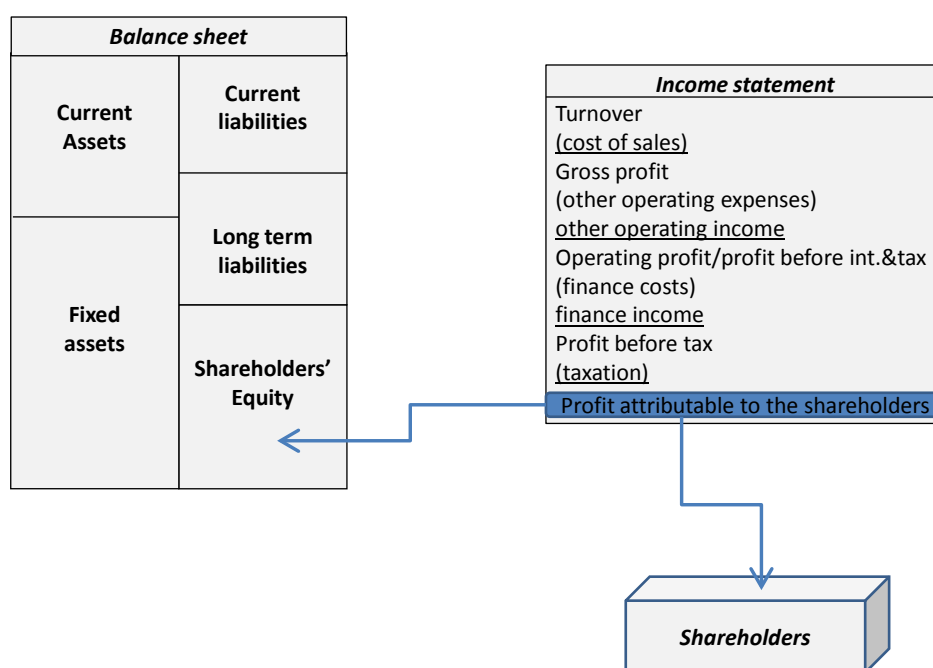 Balance sheet
Current
Assets
Current
liabilities
Long term
liabilities
Fixed
assets
Shareholders'
Equity
Income statement
Turnover
(cost of sales)
Gross profit
(other operating expenses)
other operating income
Operating profit/profit before int.&tax
(finance costs)
finance income
Profit before tax
(taxation)
Profit attributable to the shareholders
Shareholders